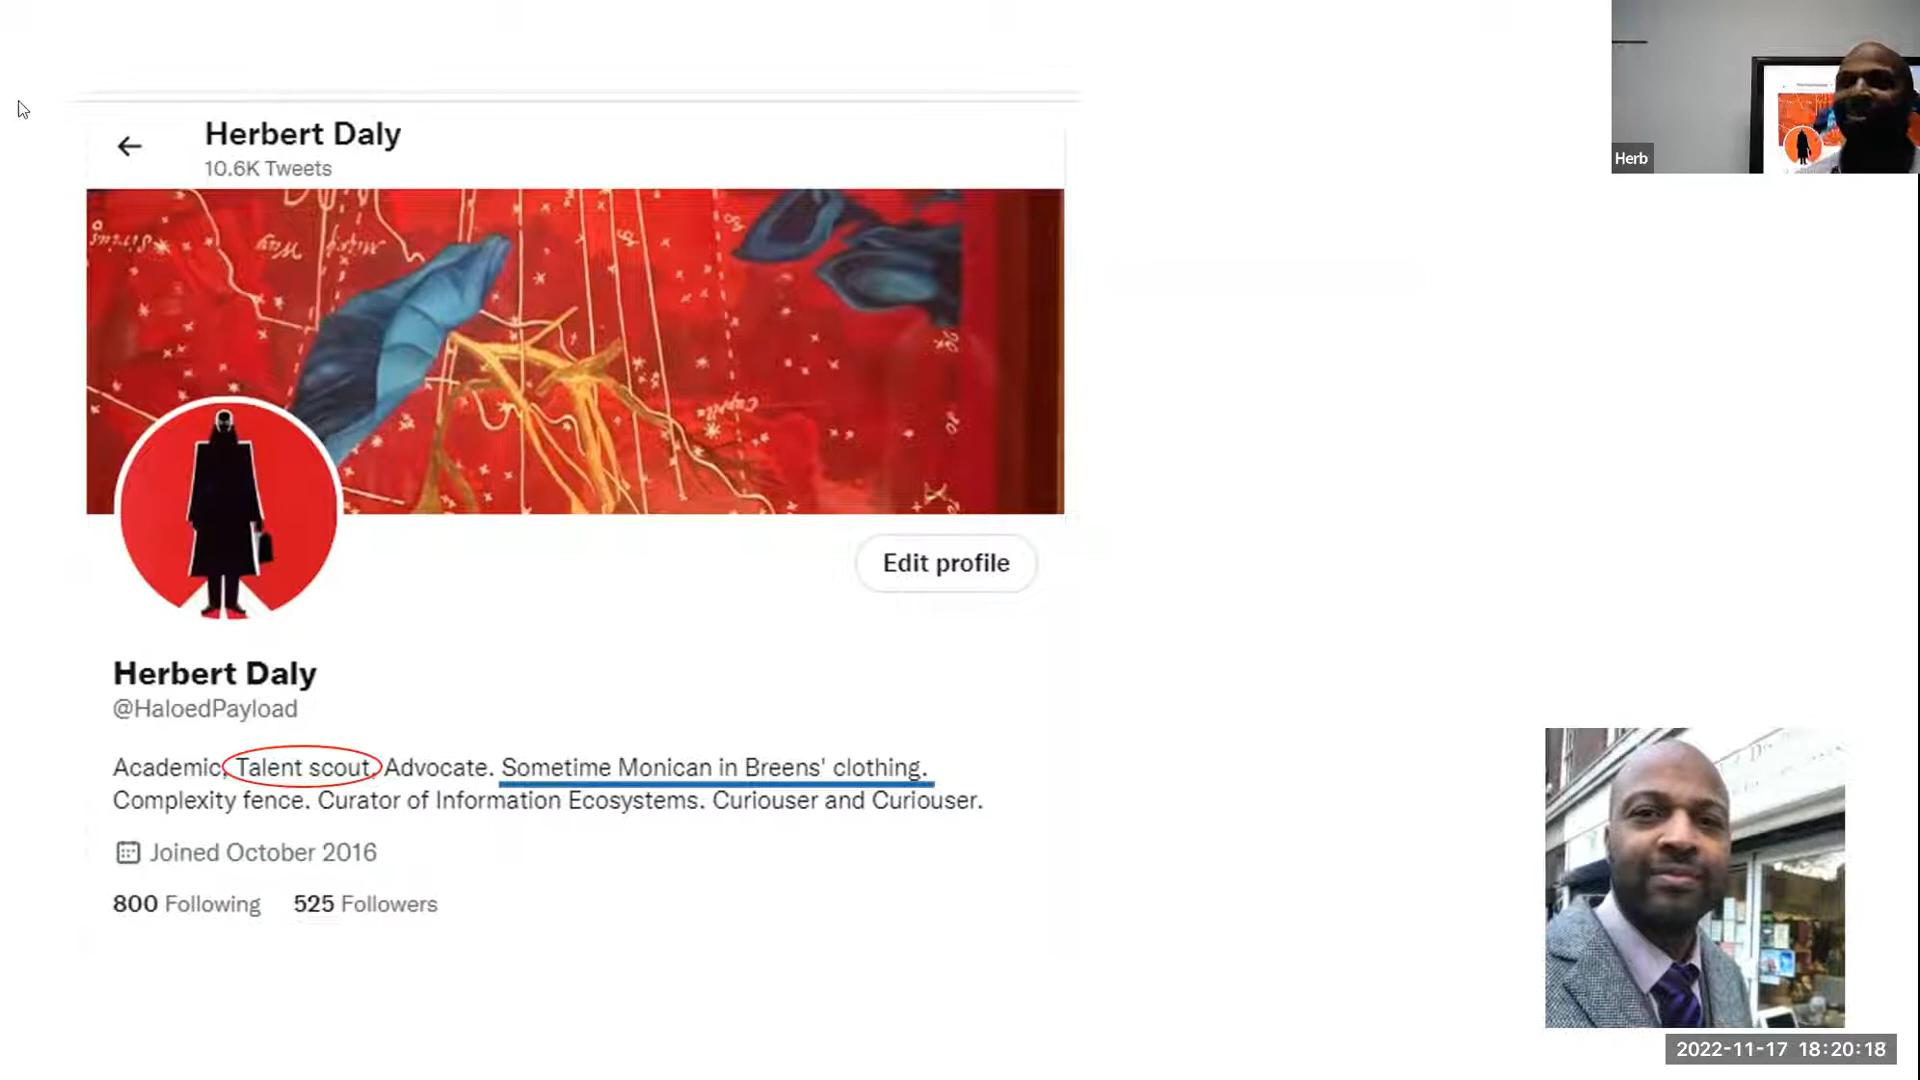 Herbert Daly
10.6K Tweets
Herb
Edit profile
Herbert Daly
@HaloedPayload
Academic, Talent scout, Advocate. Sometime Monican in Breens' clothing.
Complexity fence. Curator of Information Ecosystems. Curiouser and Curiouser.
Joined October 2016
800 Following 525 Followers
2022-11-17 18:20:18